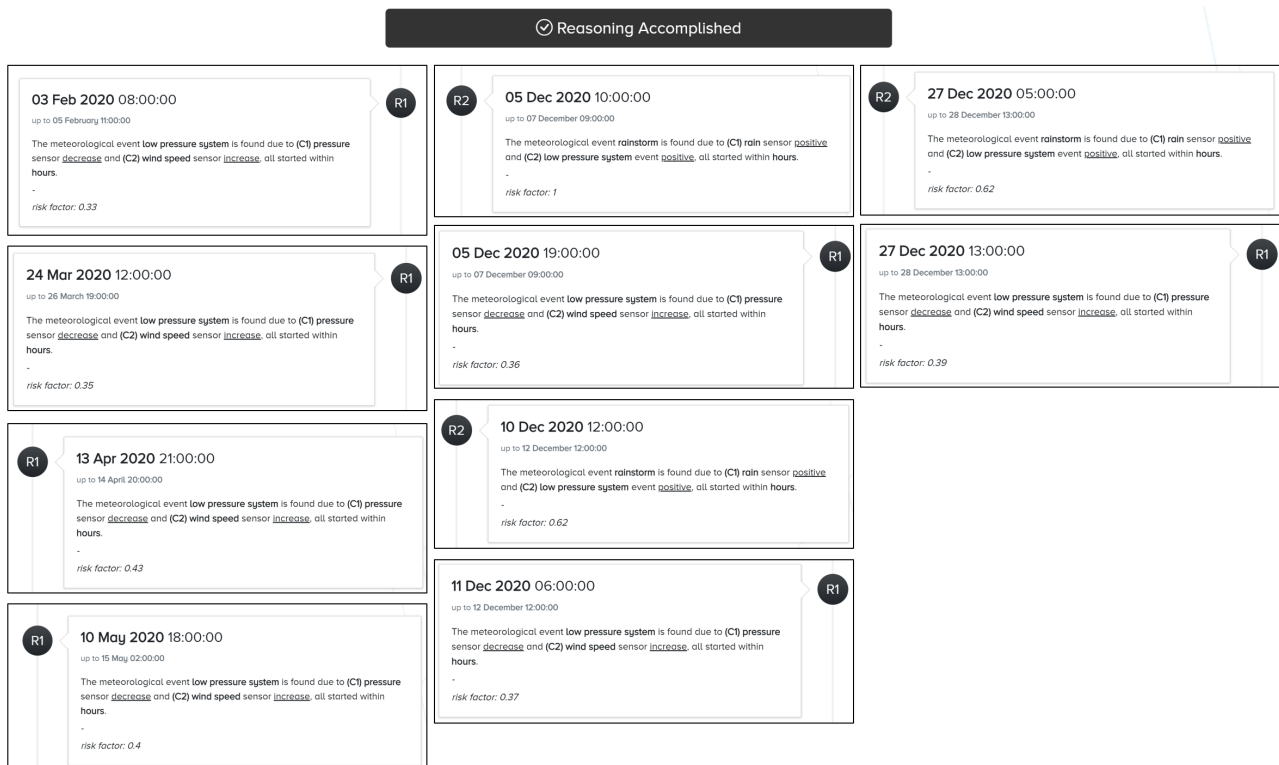 Reasoning Accomplished
R1
03 Feb 2020 08:00:00
up to 05 February 11:00:00
The meteorological event low pressure system is found due to (C1) pressure
sensor decrease and (C2) wind speed sensor increase, all started within
hours.
-
risk factor: 0.33
24 Mar 2020 12:00:00
R1
up to 26 March 19:00:00
The meteorological event low pressure system is found due to (C1) pressure
sensor decrease and (C2) wind speed sensor increase, all started within
hours.
-
risk factor: 0.35
R1
13 Apr 2020 21:00:00
up to 14 April 20:00:00
The meteorological event low pressure system is found due to (C1) pressure
sensor decrease and (C2) wind speed sensor increase, all started within
hours.
-
risk factor: 0.43
R1
10 May 2020 18:00:00
up to 15 May 02:00:00
The meteorological event low pressure system is found due to (C1) pressure
sensor decrease and (C2) wind speed sensor increase, all started within
hours.
-
risk factor: 0.4
R2
05 Dec 2020 10:00:00
up to 07 December 09:00:00
The meteorological event rainstorm is found due to (C1) rain sensor positive
and (C2) low pressure system event positive, all started within hours.
-
risk factor: 1
05 Dec 2020 19:00:00
R1
up to 07 December 09:00:00
The meteorological event low pressure system is found due to (C1) pressure
sensor decrease and (C2) wind speed sensor increase, all started within
hours.
-
risk factor: 0.36
R2
10 Dec 2020 12:00:00
up to 12 December 12:00:00
The meteorological event rainstorm is found due to (C1) rain sensor positive
and (C2) low pressure system event positive, all started within hours.
-
risk factor: 0.62
11 Dec 2020 06:00:00
R1
up to 12 December 12:00:00
The meteorological event low pressure system is found due to (C1) pressure
sensor decrease and (C2) wind speed sensor increase, all started within
hours.
-
risk factor: 0.37
R2
27 Dec 2020 05:00:00
up to 28 December 13:00:00
The meteorological event rainstorm is found due to (C1) rain sensor positive
and (C2) low pressure system event positive, all started within hours.
-
risk factor: 0.62
27 Dec 2020 13:00:00
R1
up to 28 December 13:00:00
The meteorological event low pressure system is found due to (C1) pressure
sensor decrease and (C2) wind speed sensor increase, all started within
hours.
-
risk factor: 0.39